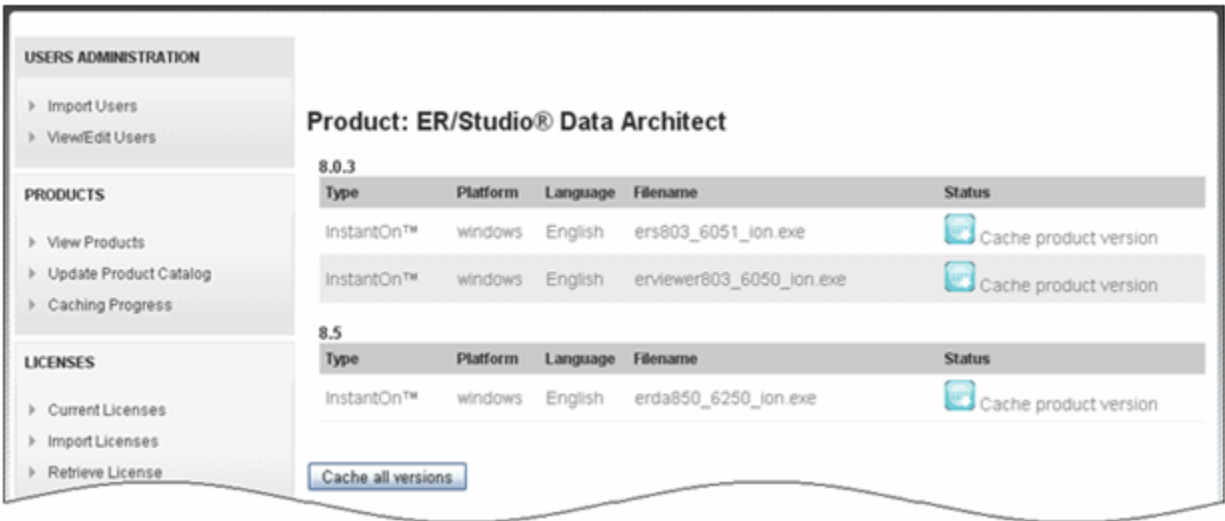 USERS ADMINISTRATION
Import Users
View/Edit Users
PRODUCTS
View Products
Update Product Catalog
Caching Progress
LICENSES
Current Licenses
Import Licenses
Retrieve License
Product: ER/Studio® Data Architect
8.0.3
Type Platform Language Filename Status
InstantOn™ windows English ers803_6051_ion.exe Cache product version
InstantOn™ windows English erviewer803_6050_ion.exe Cache product version
8.5
Type Platform Language Filename Status
InstantOn™ windows English erda850_6250_ion.exe Cache product version
Cache all versions